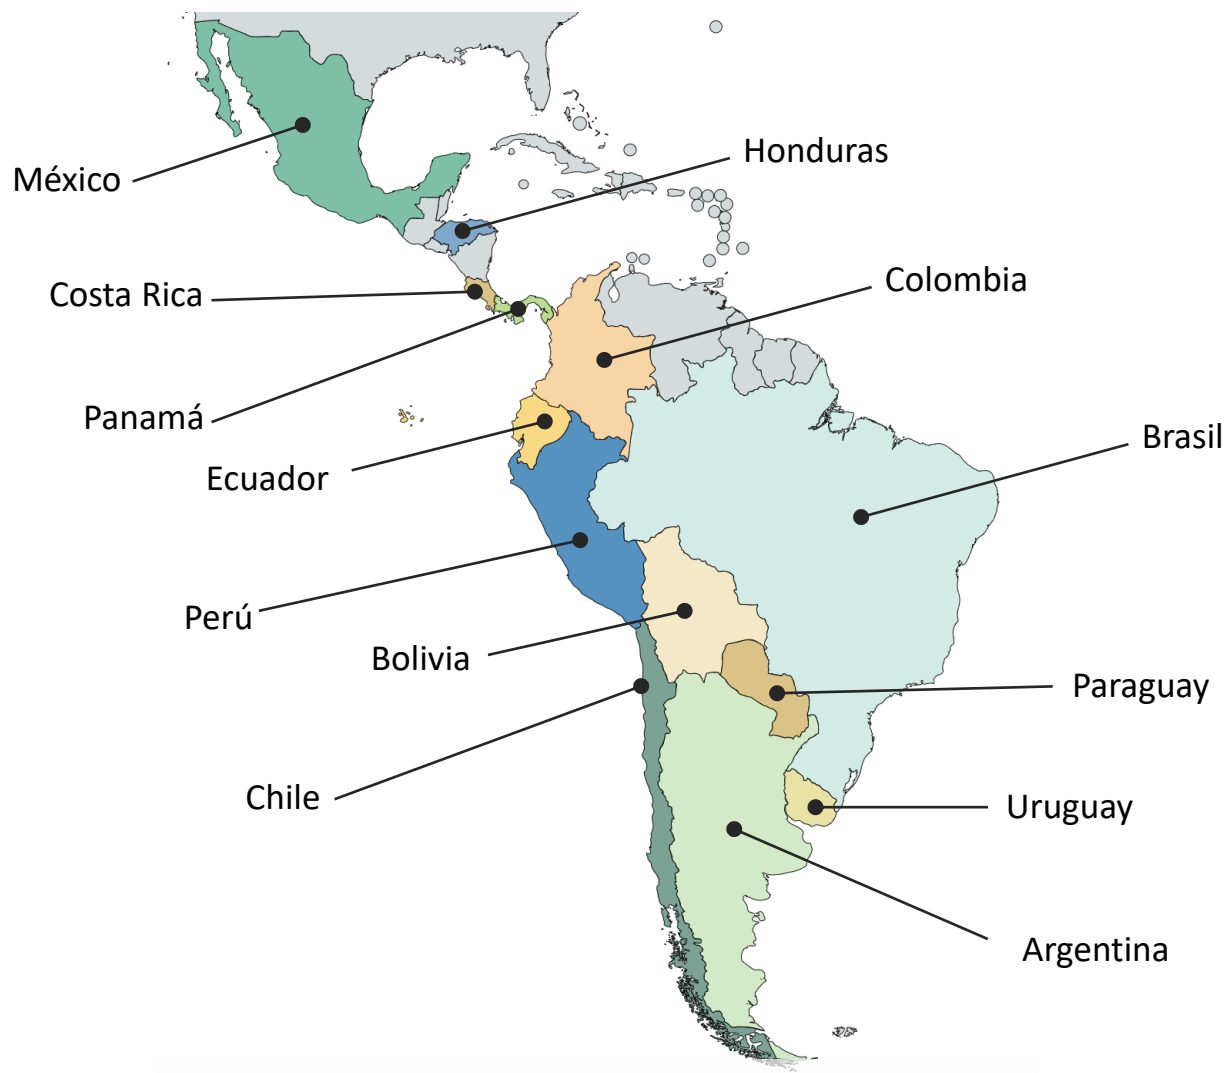 Honduras
México
Colombia
Costa Rica
Panamá
Brasil
Ecuador
Perú
Bolivia
Paraguay
Chile
Uruguay
Argentina